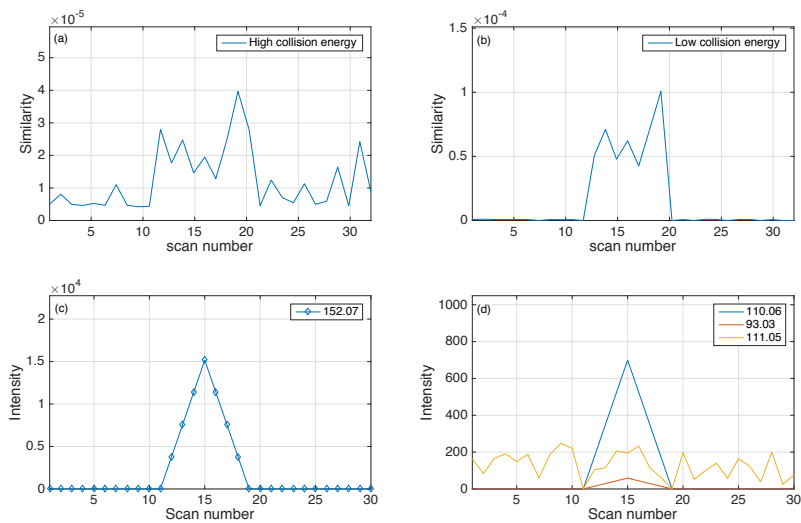 ×10⁻⁵
5
4
3
2
1
0
(a)
High collision energy
Similarity
5 10 15 20 25 30
scan number
×10⁻⁴
1.5
1
0.5
0
(b)
Low collision energy
Similarity
5 10 15 20 25 30
scan number
×10⁴
2
1.5
1
0.5
0
(c)
152.07
Intensity
5 10 15 20 25 30
Scan number
1000
800
600
400
200
0
(d)
110.06
93.03
111.05
Intensity
5 10 15 20 25 30
Scan number